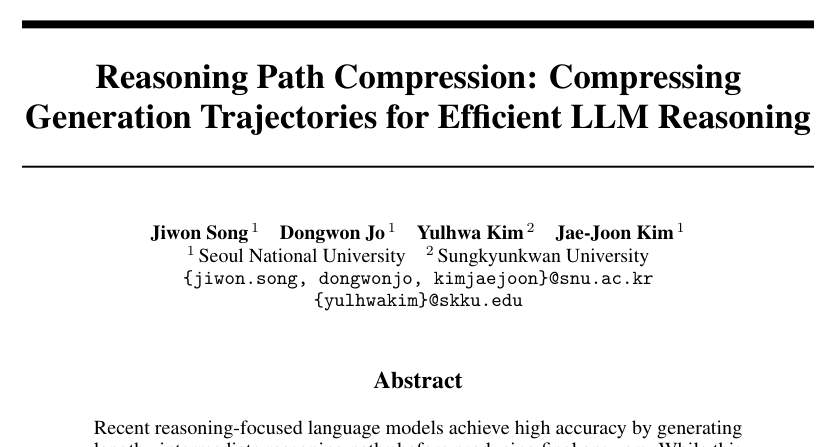 Reasoning Path Compression: Compressing
Generation Trajectories for Efficient LLM Reasoning
Jiwon Song 1 Dongwon Jo 1 Yulhwa Kim 2 Jae-Joon Kim 1
1 Seoul National University 2 Sungkyunkwan University
{jiwon.song, dongwonjo, kimjaejoon}@snu.ac.kr
{yulhwakim}@skku.edu
Abstract
Recent reasoning-focused language models achieve high accuracy by generating